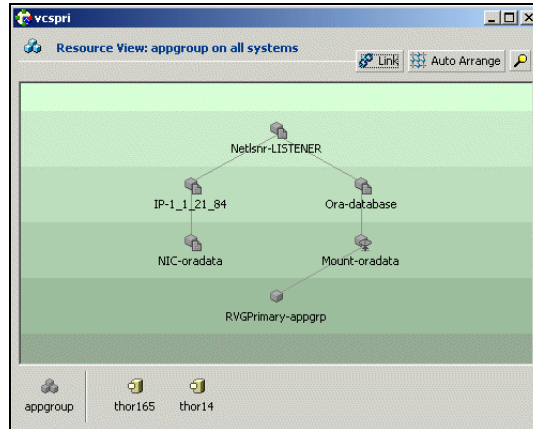 vcspri
Resource View: appgroup on all systems
Link
Auto Arrange
Netlsnr-LISTENER
IP-1_1_21_84
Ora-database
NIC-oradata
Mount-oradata
RVGPrimary-appgrp
appgroup
thor165
thor14